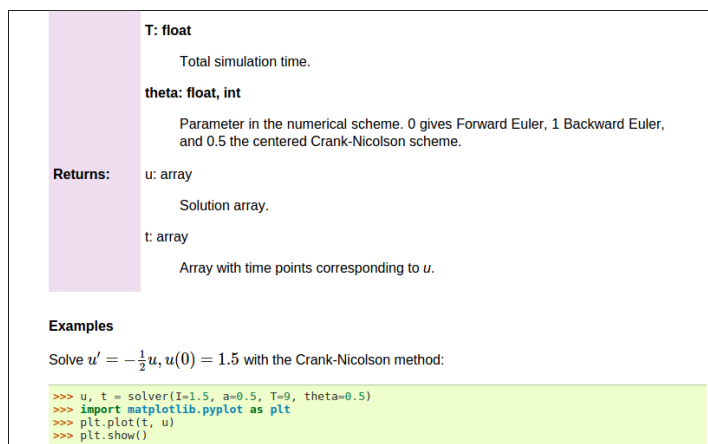 T: float
Total simulation time.
theta: float, int
Parameter in the numerical scheme. 0 gives Forward Euler, 1 Backward Euler,
and 0.5 the centered Crank-Nicolson scheme.
Returns: u: array
Solution array.
t: array
Array with time points corresponding to u.
Examples
Solve u′ = −½u, u(0) = 1.5 with the Crank-Nicolson method:
>>> u, t = solver(I=1.5, a=0.5, T=9, theta=0.5)
>>> import matplotlib.pyplot as plt
>>> plt.plot(t, u)
>>> plt.show()